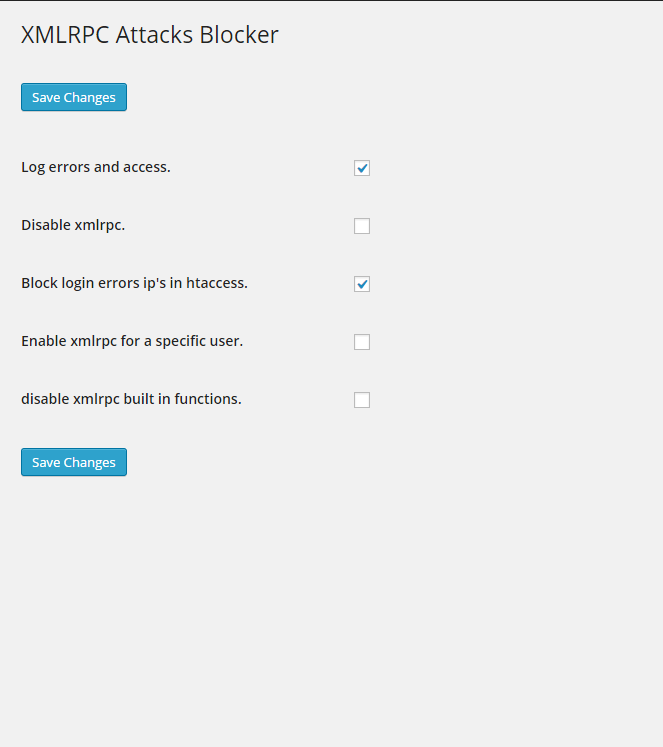 XMLRPC Attacks Blocker
Save Changes
Log errors and access.
Disable xmlrpc.
Block login errors ip's in htaccess.
Enable xmlrpc for a specific user.
disable xmlrpc built in functions.
Save Changes